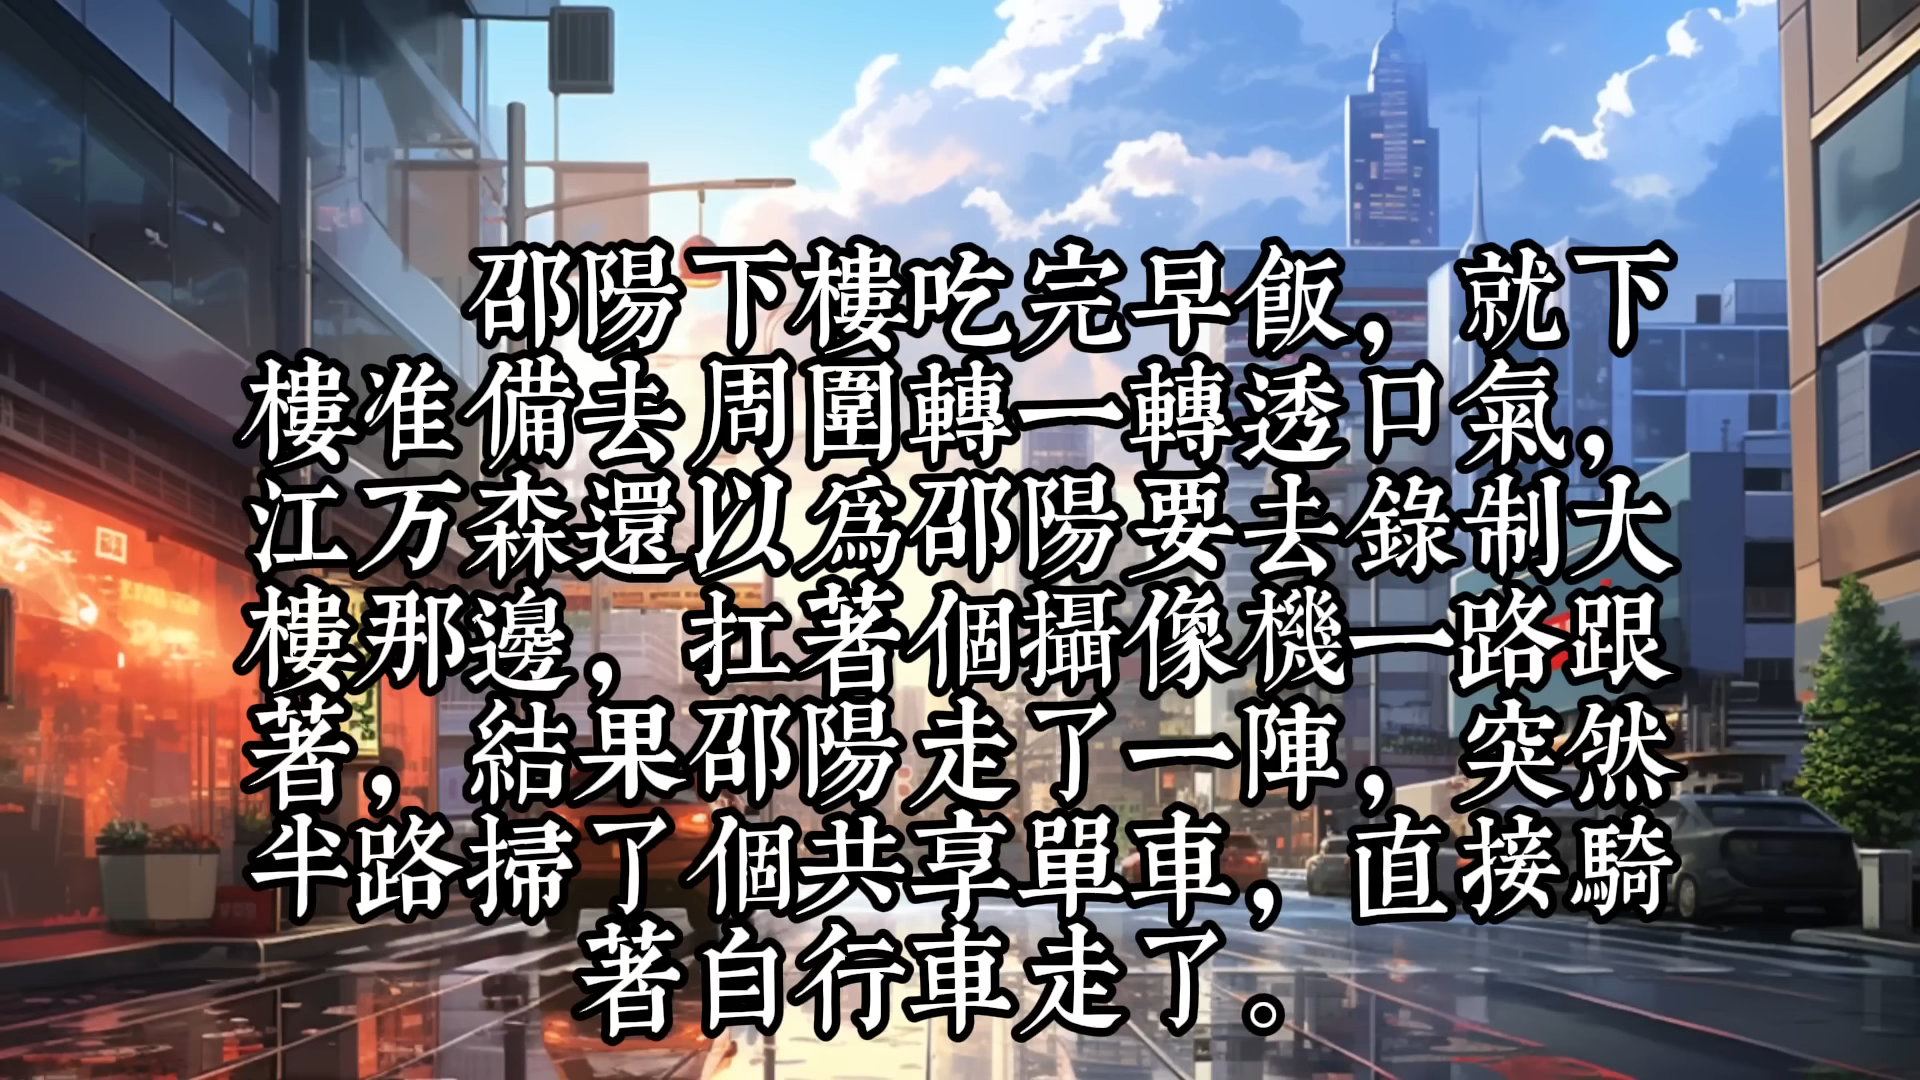 邵陽下樓吃完早飯，就下
樓准備去周圍轉一轉透口氣，
江万森還以爲邵陽要去錄制大
樓那邊，扛著個攝像機一路跟
著，結果邵陽走了一陣，突然
半路掃了個共享單車，直接騎
著自行車走了。